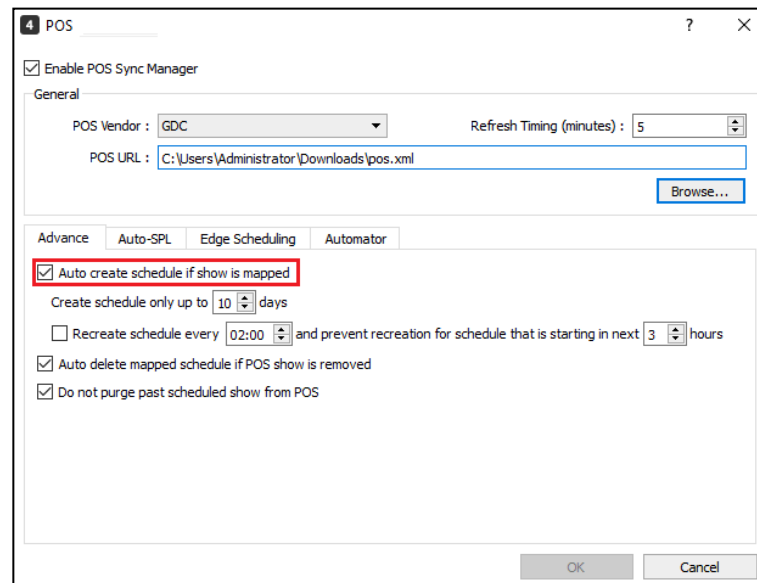 4 POS ?
Enable POS Sync Manager
General
POS Vendor : GDC Refresh Timing (minutes) : 5
POS URL : C:\Users\Administrator\Downloads\pos.xml
Browse...
Advance Auto-SPL Edge Scheduling Automator
Auto create schedule if show is mapped
Create schedule only up to 10 days
Recreate schedule every 02:00 and prevent recreation for schedule that is starting in next 3 hours
Auto delete mapped schedule if POS show is removed
Do not purge past scheduled show from POS
OK Cancel